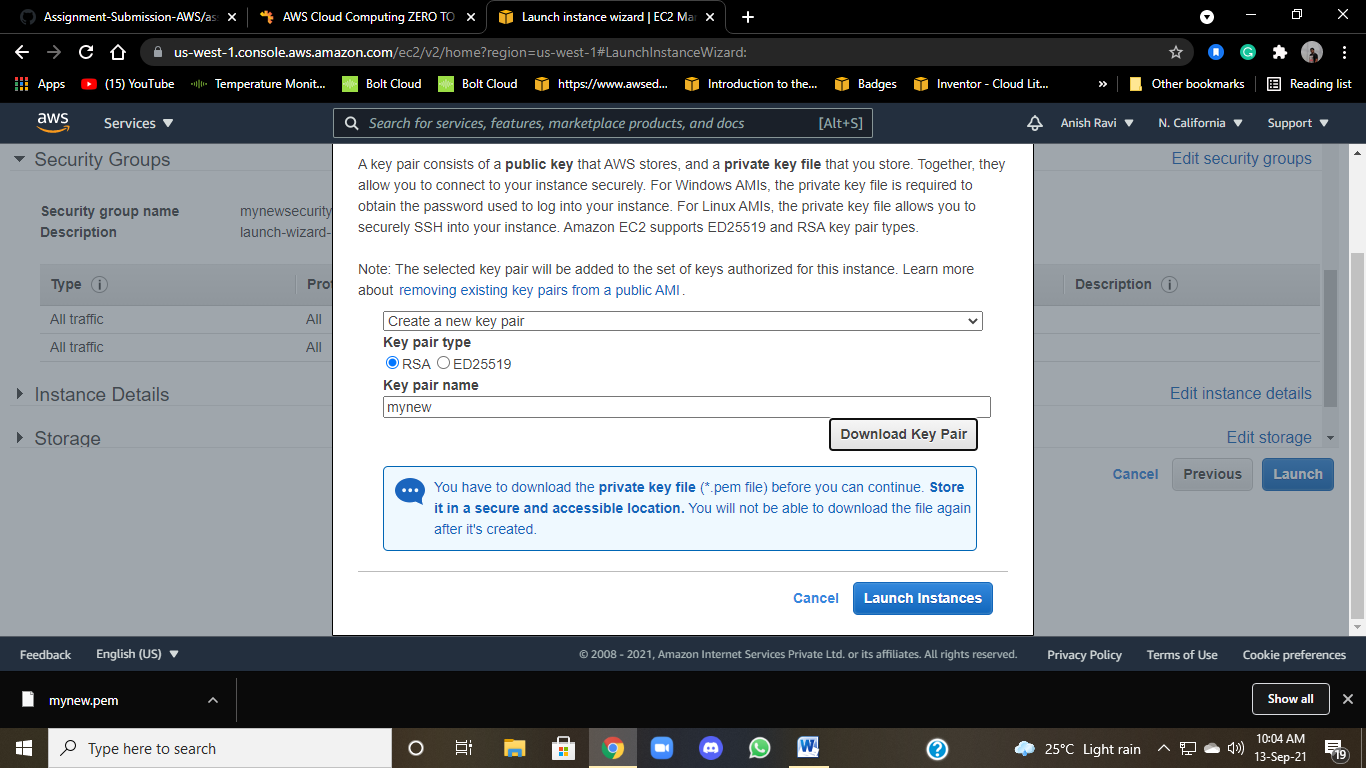 Assignment-Submission-AWS/as
AWS Cloud Computing ZERO TO
Launch instance wizard | EC2 Ma
us-west-1.console.aws.amazon.com/ec2/v2/home?region=us-west-1#LaunchInstanceWizard:
Apps (15) YouTube Temperature Monit... Bolt Cloud Bolt Cloud https://www.awsed... Introduction to the... Badges Inventor - Cloud Lit... » Other bookmarks Reading list
aws Services Search for services, features, marketplace products, and docs [Alt+S] Anish Ravi N. California Support
Security Groups
Edit security groups
Security group name mynewsecurity
Description launch-wizard-
Type Pro Description
All traffic All
All traffic All
Instance Details
Edit instance details
Storage
Edit storage
Cancel Previous Launch
A key pair consists of a public key that AWS stores, and a private key file that you store. Together, they
allow you to connect to your instance securely. For Windows AMIs, the private key file is required to
obtain the password used to log into your instance. For Linux AMIs, the private key file allows you to
securely SSH into your instance. Amazon EC2 supports ED25519 and RSA key pair types.
Note: The selected key pair will be added to the set of keys authorized for this instance. Learn more
about removing existing key pairs from a public AMI .
Create a new key pair
Key pair type
RSA ED25519
Key pair name
mynew
Download Key Pair
You have to download the private key file (*.pem file) before you can continue. Store
it in a secure and accessible location. You will not be able to download the file again
after it's created.
Cancel Launch Instances
Feedback English (US) © 2008 - 2021, Amazon Internet Services Private Ltd. or its affiliates. All rights reserved. Privacy Policy Terms of Use Cookie preferences
mynew.pem Show all
Type here to search
25°C Light rain
10:04 AM
13-Sep-21
19